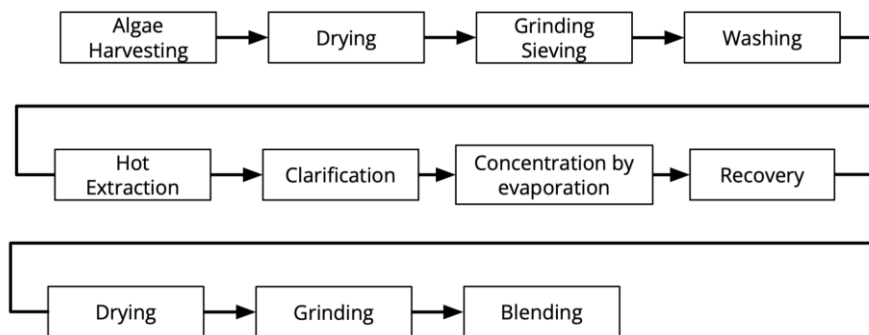 Algae
Harvesting
Drying
Grinding
Sieving
Washing
Hot
Extraction
Clarification
Concentration by
evaporation
Recovery
Drying
Grinding
Blending